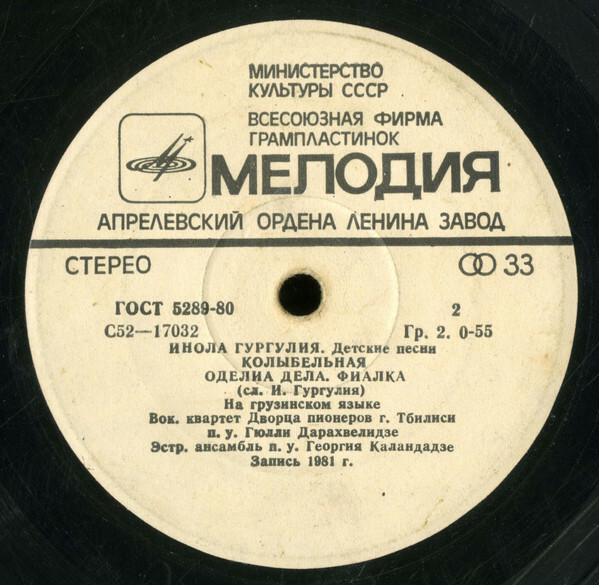 МИНИСТЕРСТВО
КУЛЬТУРЫ СССР
ВСЕСОЮЗНАЯ ФИРМА
ГРАМПЛАСТИНОК
МЕЛОДИЯ
АПРЕЛЕВСКИЙ ОРДЕНА ЛЕНИНА ЗАВОД
СТЕРЕО 33
ГОСТ 5289-80 2
С52—17032 Гр. 2. 0-55
ИНОЛА ГУРГУЛИЯ. Детские песни
КОЛЫБЕЛЬНАЯ
ОДЕЛИА ДЕЛА. ФИАЛКА
(сл. И. Гургулия)
На грузинском языке
Вок. квартет Дворца пионеров г. Тбилиси
п. у. Гюлли Дарахвелидзе
Эстр. ансамбль п. у. Георгия Каландадзе
Запись 1981 г.